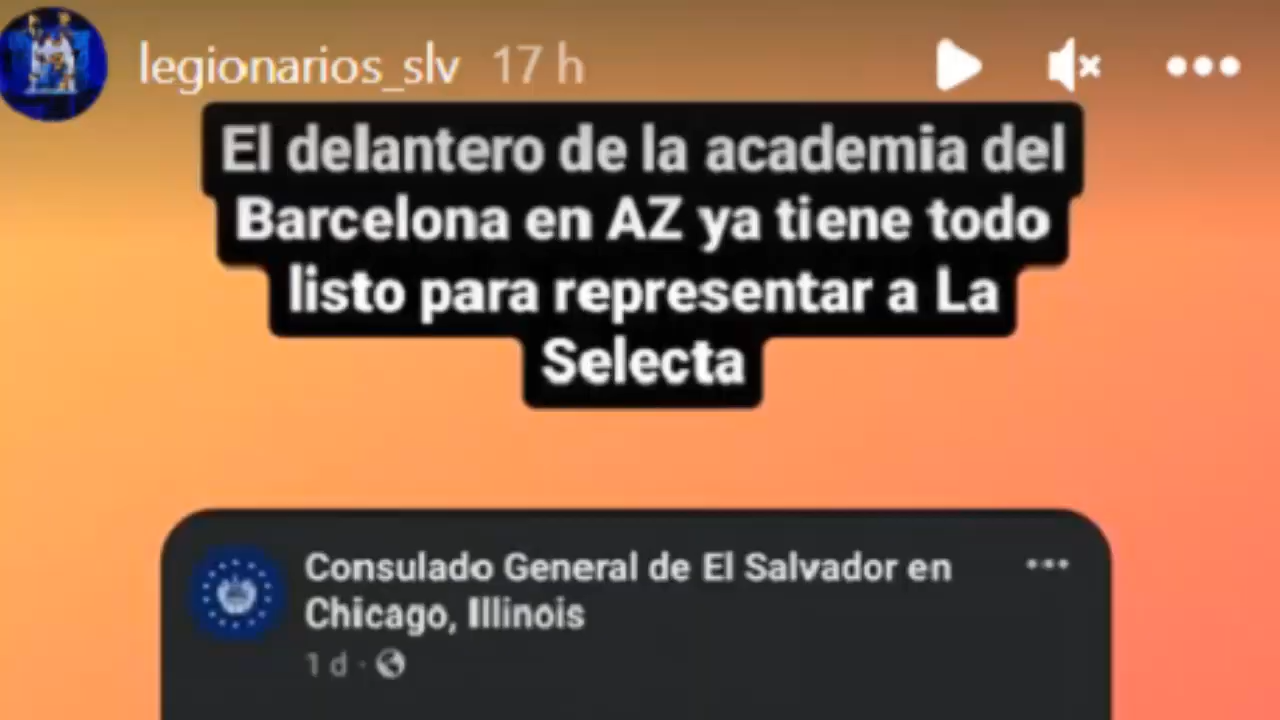 legionarios_slv 17 h
El delantero de la academia del
Barcelona en AZ ya tiene todo
listo para representar a La
Selecta
Consulado General de El Salvador en
Chicago, Illinois
1 d ·